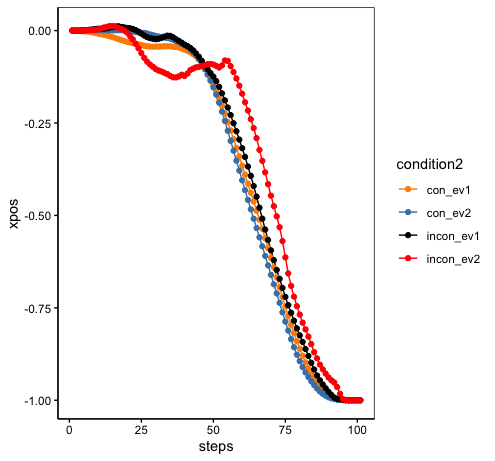 0.00
-0.25
-0.50
-0.75
-1.00
xpos
0
25
50
75
100
steps
condition2
con_ev1
con_ev2
incon_ev1
incon_ev2